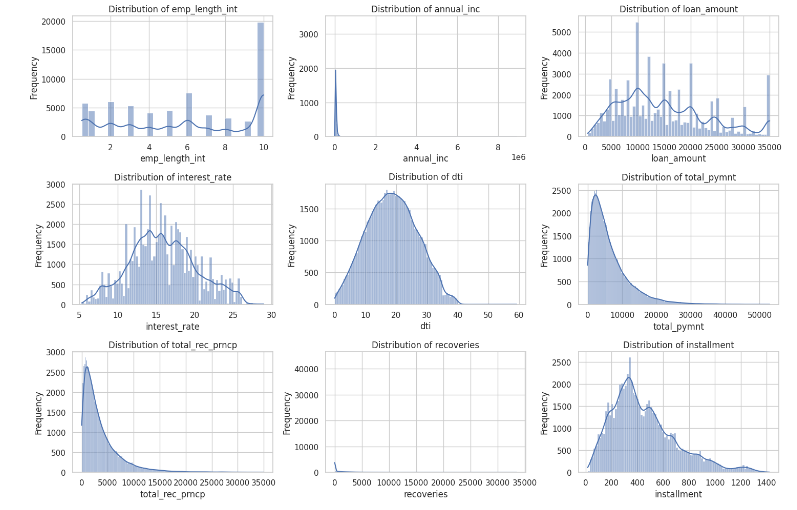 Distribution of emp_length_int
Frequency
20000
15000
10000
5000
0
2 4 6 8 10
emp_length_int
Distribution of annual_inc
Frequency
3000
2000
1000
0
0 2 4 6 8
1e6
annual_inc
Distribution of loan_amount
Frequency
5000
4000
3000
2000
1000
0
0 5000 10000 15000 20000 25000 30000 35000
loan_amount
Distribution of interest_rate
Frequency
3000
2500
2000
1500
1000
500
0
5 10 15 20 25 30
interest_rate
Distribution of dti
Frequency
1500
1000
500
0
0 10 20 30 40 50 60
dti
Distribution of total_pymnt
Frequency
2500
2000
1500
1000
500
0
0 10000 20000 30000 40000 50000
total_pymnt
Distribution of total_rec_prncp
Frequency
3000
2500
2000
1500
1000
500
0
0 5000 10000 15000 20000 25000 30000 35000
total_rec_prncp
Distribution of recoveries
Frequency
40000
30000
20000
10000
0
0 5000 10000 15000 20000 25000 30000 35000
recoveries
Distribution of installment
Frequency
2500
2000
1500
1000
500
0
0 200 400 600 800 1000 1200 1400
installment